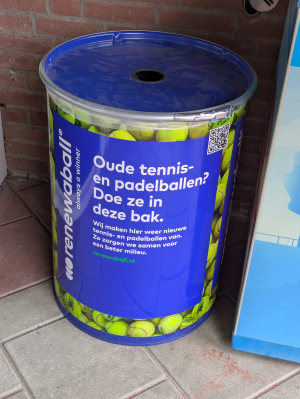 renewaball®
always a winner
Oude tennis-
en padelballen?
Doe ze in
deze bak.
Wij maken hier weer nieuwe
tennis- en padelballen van.
Zo zorgen we samen voor
een beter milieu.
renewaball.nl